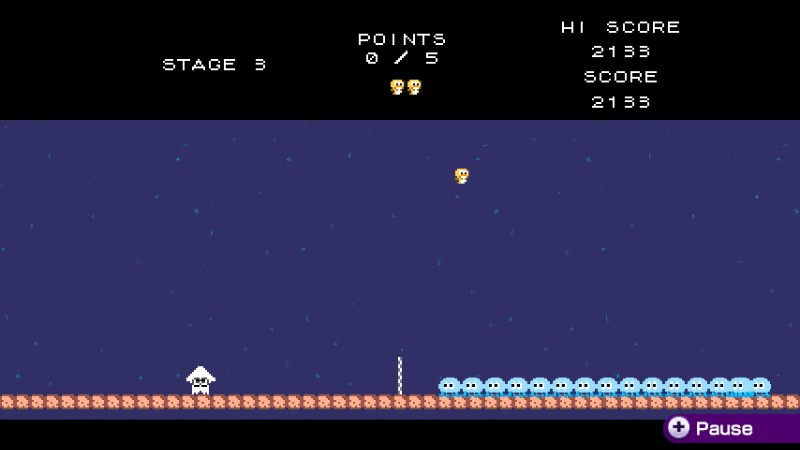 STAGE 3
POINTS
0 / 5
HI SCORE
2133
SCORE
2133
Pause